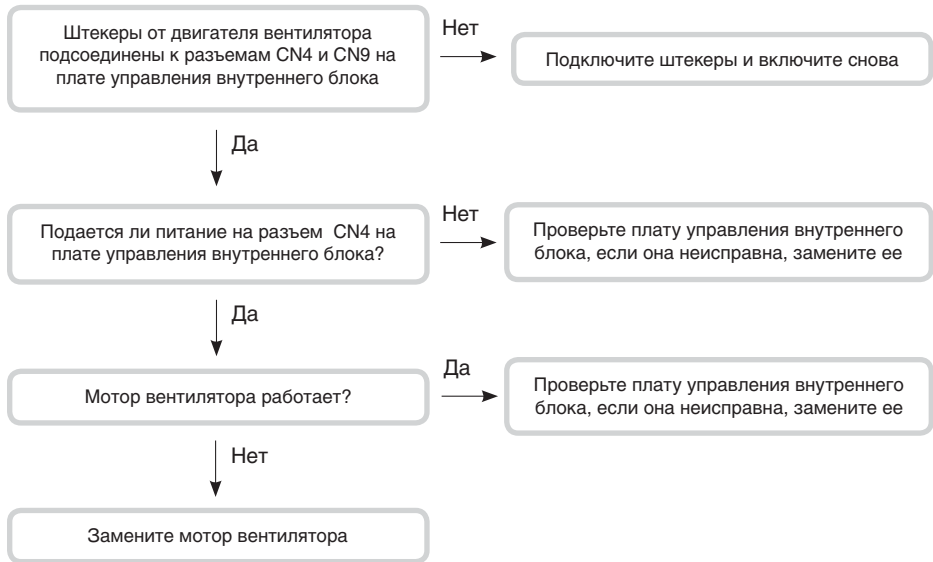 Штекеры от двигателя вентилятора
подсоединены к разъемам CN4 и CN9 на
плате управления внутреннего блока
Нет
Подключите штекеры и включите снова
Да
Подается ли питание на разъем CN4 на
плате управления внутреннего блока?
Нет
Проверьте плату управления внутреннего
блока, если она неисправна, замените ее
Да
Мотор вентилятора работает?
Да
Проверьте плату управления внутреннего
блока, если она неисправна, замените ее
Нет
Замените мотор вентилятора